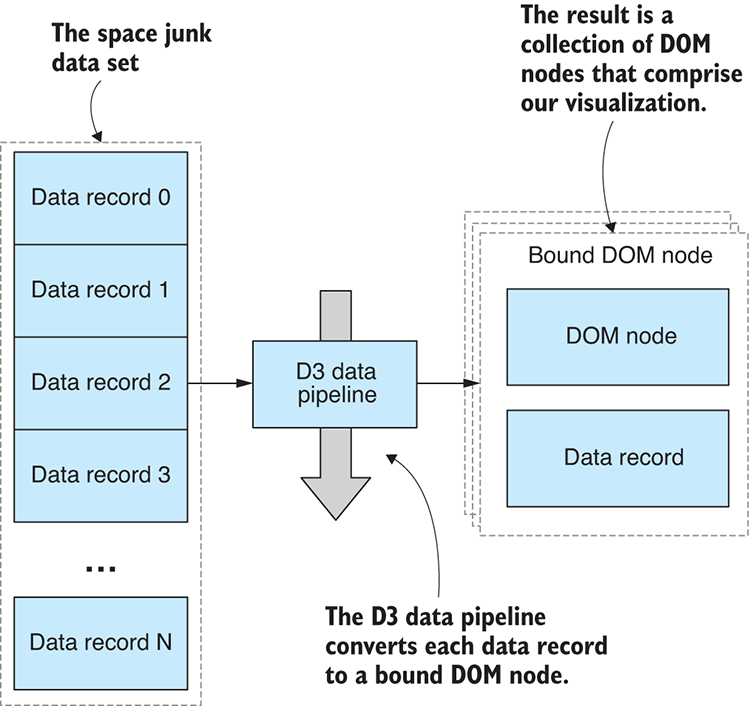 The space junk
data set
The result is a
collection of DOM
nodes that comprise
our visualization.
Data record 0
Data record 1
Data record 2
Data record 3
...
Data record N
D3 data
pipeline
Bound DOM node
DOM node
Data record
The D3 data pipeline
converts each data record
to a bound DOM node.